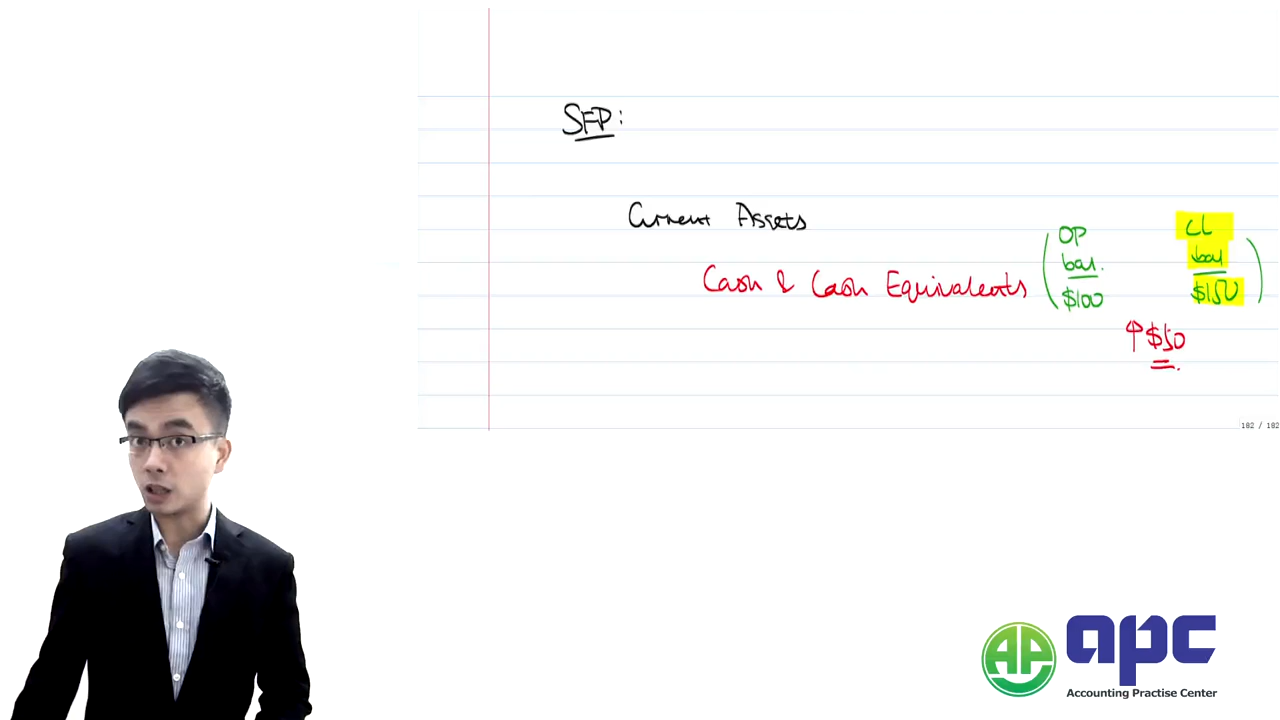 SFP:
Current Assets
OP CL
bal. bal
Cash & Cash Equivalents
$100 $150
↑$50
182 / 182
AP
apc
Accounting Practise Center